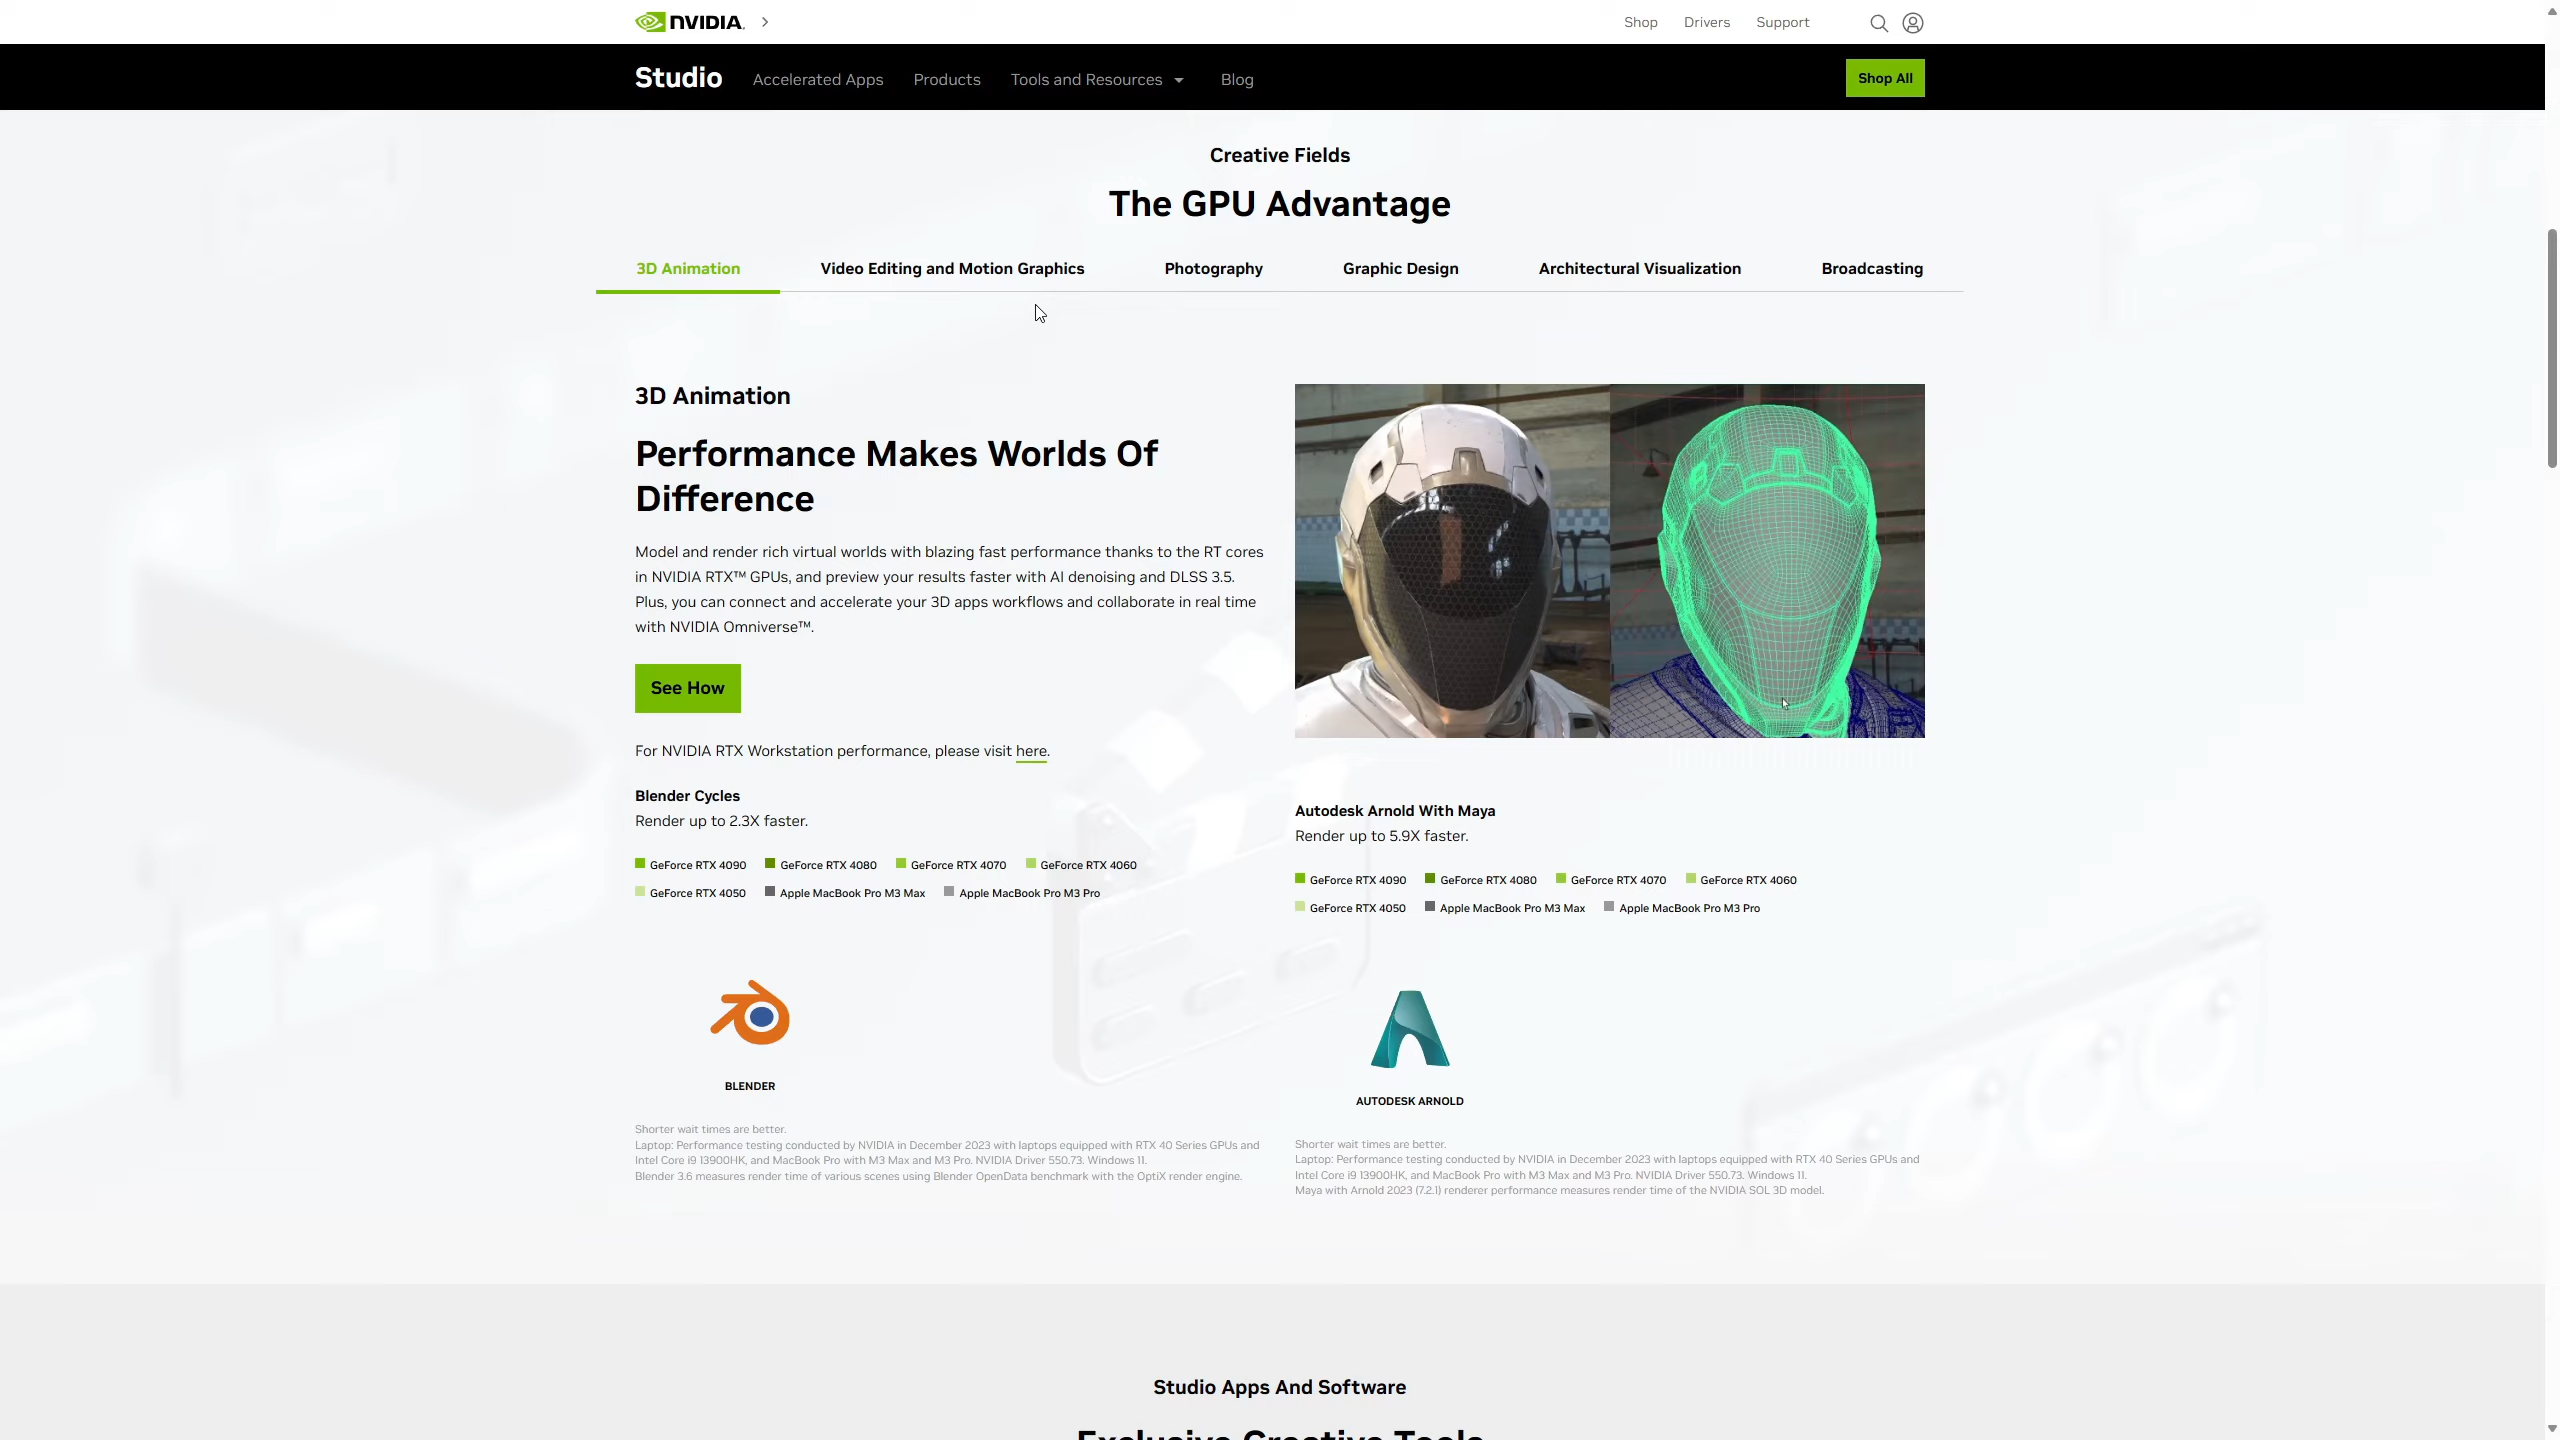 NVIDIA.
Shop
Drivers
Support
Studio
Accelerated Apps
Products
Tools and Resources
Blog
Shop All
Creative Fields
The GPU Advantage
3D Animation
Video Editing and Motion Graphics
Photography
Graphic Design
Architectural Visualization
Broadcasting
3D Animation
Performance Makes Worlds Of
Difference
Model and render rich virtual worlds with blazing fast performance thanks to the RT cores
in NVIDIA RTX™ GPUs, and preview your results faster with AI denoising and DLSS 3.5.
Plus, you can connect and accelerate your 3D apps workflows and collaborate in real time
with NVIDIA Omniverse™.
See How
For NVIDIA RTX Workstation performance, please visit here.
Blender Cycles
Render up to 2.3X faster.
GeForce RTX 4090 GeForce RTX 4080 GeForce RTX 4070 GeForce RTX 4060
GeForce RTX 4050 Apple MacBook Pro M3 Max Apple MacBook Pro M3 Pro
BLENDER
Shorter wait times are better.
Laptop: Performance testing conducted by NVIDIA in December 2023 with laptops equipped with RTX 40 Series GPUs and
Intel Core i9 13900HK, and MacBook Pro with M3 Max and M3 Pro. NVIDIA Driver 550.73. Windows 11.
Blender 3.6 measures render time of various scenes using Blender OpenData benchmark with the OptiX render engine.
Autodesk Arnold With Maya
Render up to 5.9X faster.
GeForce RTX 4090 GeForce RTX 4080 GeForce RTX 4070 GeForce RTX 4060
GeForce RTX 4050 Apple MacBook Pro M3 Max Apple MacBook Pro M3 Pro
AUTODESK ARNOLD
Shorter wait times are better.
Laptop: Performance testing conducted by NVIDIA in December 2023 with laptops equipped with RTX 40 Series GPUs and
Intel Core i9 13900HK, and MacBook Pro with M3 Max and M3 Pro. NVIDIA Driver 550.73. Windows 11.
Maya with Arnold 2023 (7.2.1) renderer performance measures render time of the NVIDIA SOL 3D model.
Studio Apps And Software
Exclusive Creative Tools